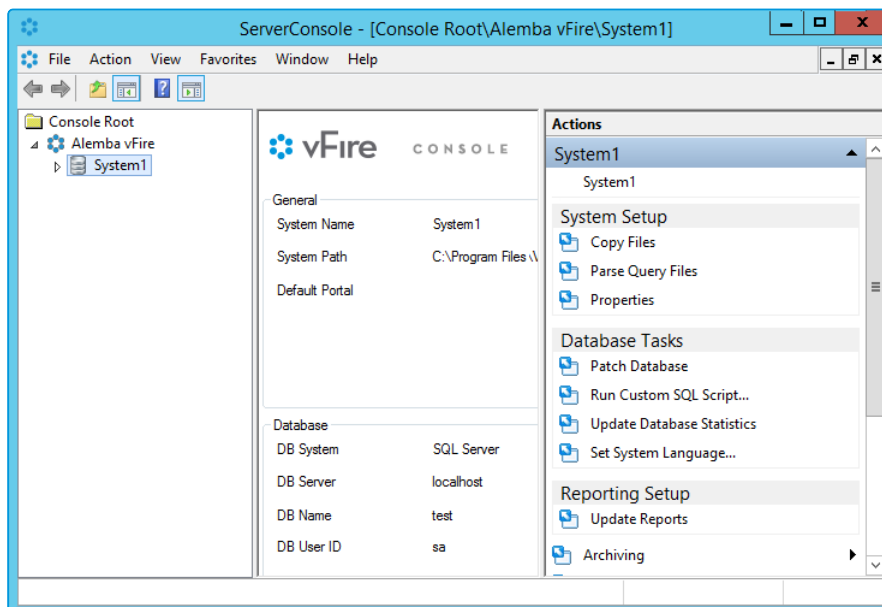 ServerConsole - [Console Root\Alemba vFire\System1]
File Action View Favorites Window Help
Console Root
Alemba vFire
System1
vFire CONSOLE
General
System Name System1
System Path C:\Program Files \
Default Portal
Database
DB System SQL Server
DB Server localhost
DB Name test
DB User ID sa
Actions
System1
System1
System Setup
Copy Files
Parse Query Files
Properties
Database Tasks
Patch Database
Run Custom SQL Script...
Update Database Statistics
Set System Language...
Reporting Setup
Update Reports
Archiving